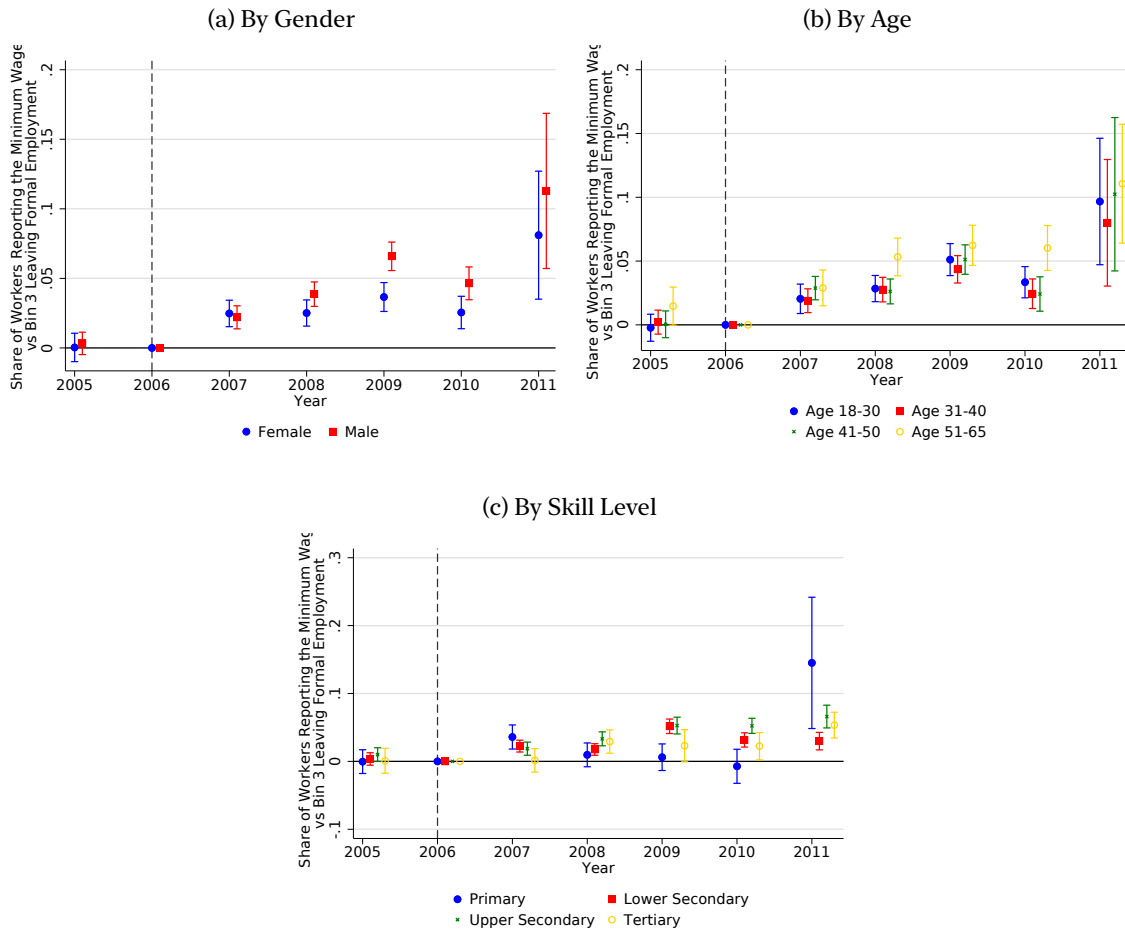 (a) By Gender
Share of Workers Reporting the Minimum Wage
vs Bin 3 Leaving Formal Employment
.2
.15
.1
.05
0
2005 2006 2007 2008 2009 2010 2011
Year
Female Male
(b) By Age
Share of Workers Reporting the Minimum Wag
vs Bin 3 Leaving Formal Employment
.2
.15
.1
.05
0
2005 2006 2007 2008 2009 2010 2011
Year
Age 18-30 Age 31-40
Age 41-50 Age 51-65
(c) By Skill Level
Share of Workers Reporting the Minimum Wag
vs Bin 3 Leaving Formal Employment
.3
.2
.1
0
-.1
2005 2006 2007 2008 2009 2010 2011
Year
Primary Lower Secondary
Upper Secondary Tertiary